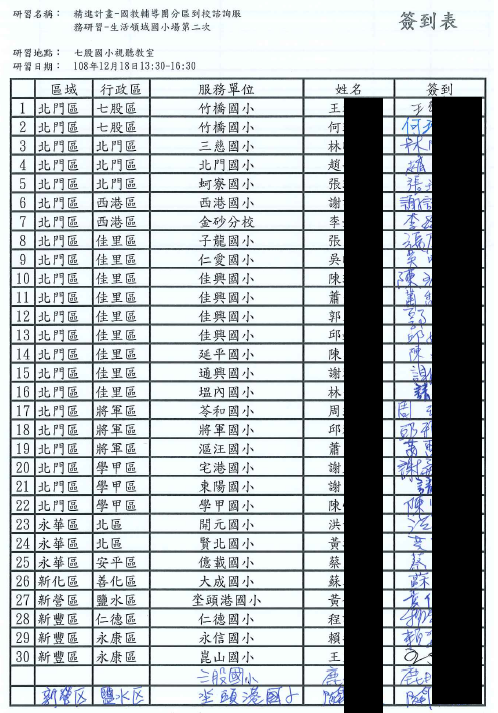 研習名稱： 精進計畫-國教輔導團分區到校諮詢服 簽到表
務研習-生活領域國小場第二次
研習地點： 七股國小視聽教室
研習日期： 108年12月18日13:30-16:30
區域 行政區 服務單位 姓名 簽到
1 北門區 七股區 竹橋國小 王
2 北門區 七股區 竹橋國小 何 何
3 北門區 北門區 三慈國小 林 林
4 北門區 北門區 北門國小 趙 趙
5 北門區 北門區 蚵寮國小 張 張
6 北門區 西港區 西港國小 謝 謝
7 北門區 西港區 金砂分校 李 李
8 北門區 佳里區 子龍國小 張 張
9 北門區 佳里區 仁愛國小 吳 吳
10 北門區 佳里區 佳興國小 陳 陳
11 北門區 佳里區 佳興國小 蕭
12 北門區 佳里區 佳興國小 郭 郭
13 北門區 佳里區 佳興國小 邱 邱
14 北門區 佳里區 延平國小 陳 陳
15 北門區 佳里區 通興國小 謝
16 北門區 佳里區 塭內國小 林
17 北門區 將軍區 苓和國小 周 周
18 北門區 將軍區 將軍國小 邱 邱
19 北門區 將軍區 漚汪國小 蕭
20 北門區 學甲區 宅港國小 謝 謝
21 北門區 學甲區 東陽國小 謝
22 北門區 學甲區 學甲國小 陳 陳
23 永華區 北區 開元國小 洪 洪
24 永華區 北區 賢北國小 黃
25 永華區 安平區 億載國小 蔡
26 新化區 善化區 大成國小 蘇 蘇
27 新營區 鹽水區 坔頭港國小 黃
28 新豐區 仁德區 仁德國小 程
29 新豐區 永康區 永信國小 賴 賴
30 新豐區 永康區 崑山國小 王
三股國小
新營区 鹽水区 坔頭港國小 陳